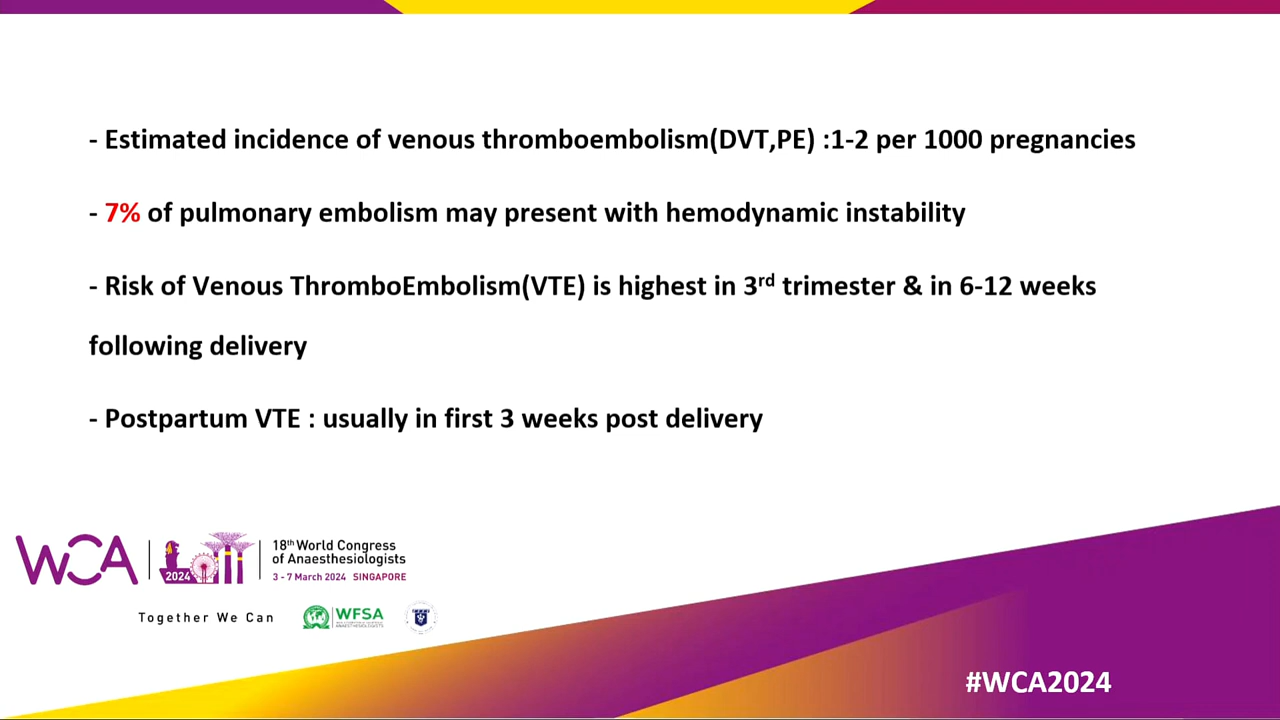 - Estimated incidence of venous thromboembolism(DVT,PE) :1-2 per 1000 pregnancies
- 7% of pulmonary embolism may present with hemodynamic instability
- Risk of Venous ThromboEmbolism(VTE) is highest in 3rd trimester & in 6-12 weeks
following delivery
- Postpartum VTE : usually in first 3 weeks post delivery
WCA
2024
18th World Congress
of Anaesthesiologists
3 - 7 March 2024 SINGAPORE
Together We Can
WFSA
#WCA2024